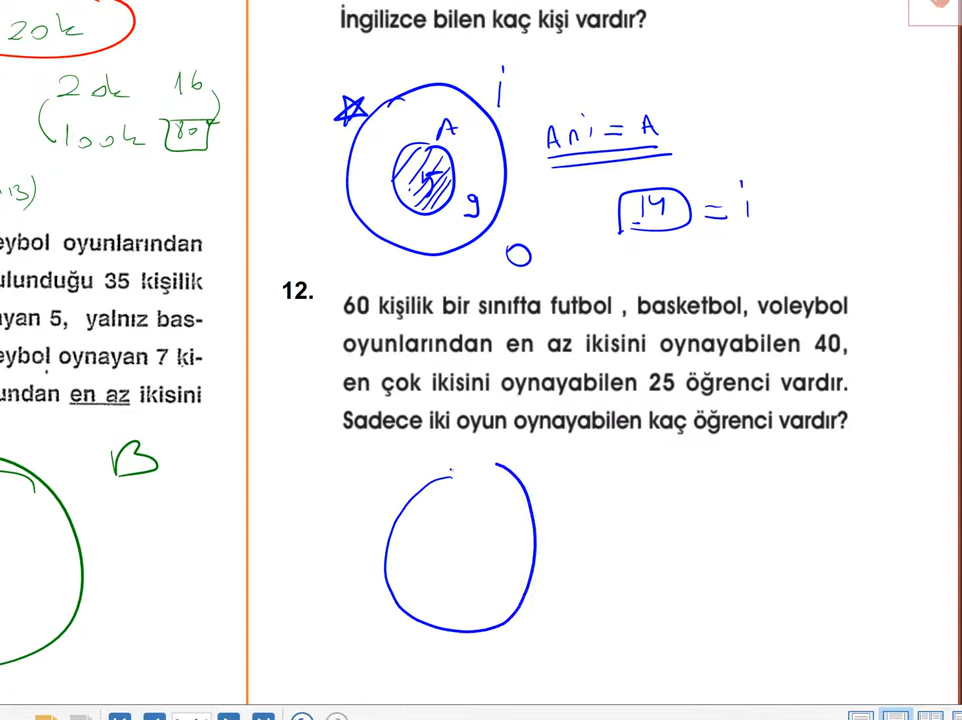 20k
20k 16
100k 80
13)
eybol oyunlarından
ulunduğu 35 kişilik
yan 5, yalnız bas-
eybol oynayan 7 ki-
undan en az ikisini
B
İngilizce bilen kaç kişi vardır?
İ
A
5
9
0
A ∩ İ = A
14 = İ
12.
60 kişilik bir sınıfta futbol , basketbol, voleybol
oyunlarından en az ikisini oynayabilen 40,
en çok ikisini oynayabilen 25 öğrenci vardır.
Sadece iki oyun oynayabilen kaç öğrenci vardır?